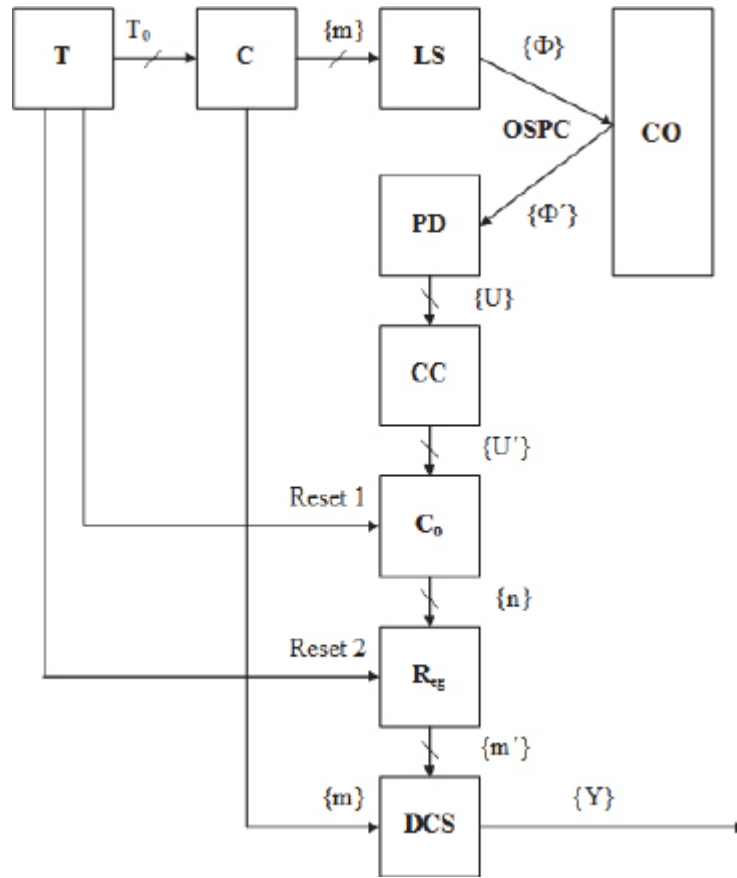 T
T₀
C
{m}
LS
{Φ}
OSPC
CO
{Φ´}
PD
{U}
CC
{U´}
Reset 1
C₀
{n}
Reset 2
R_eg
{m´}
{m}
DCS
{Y}